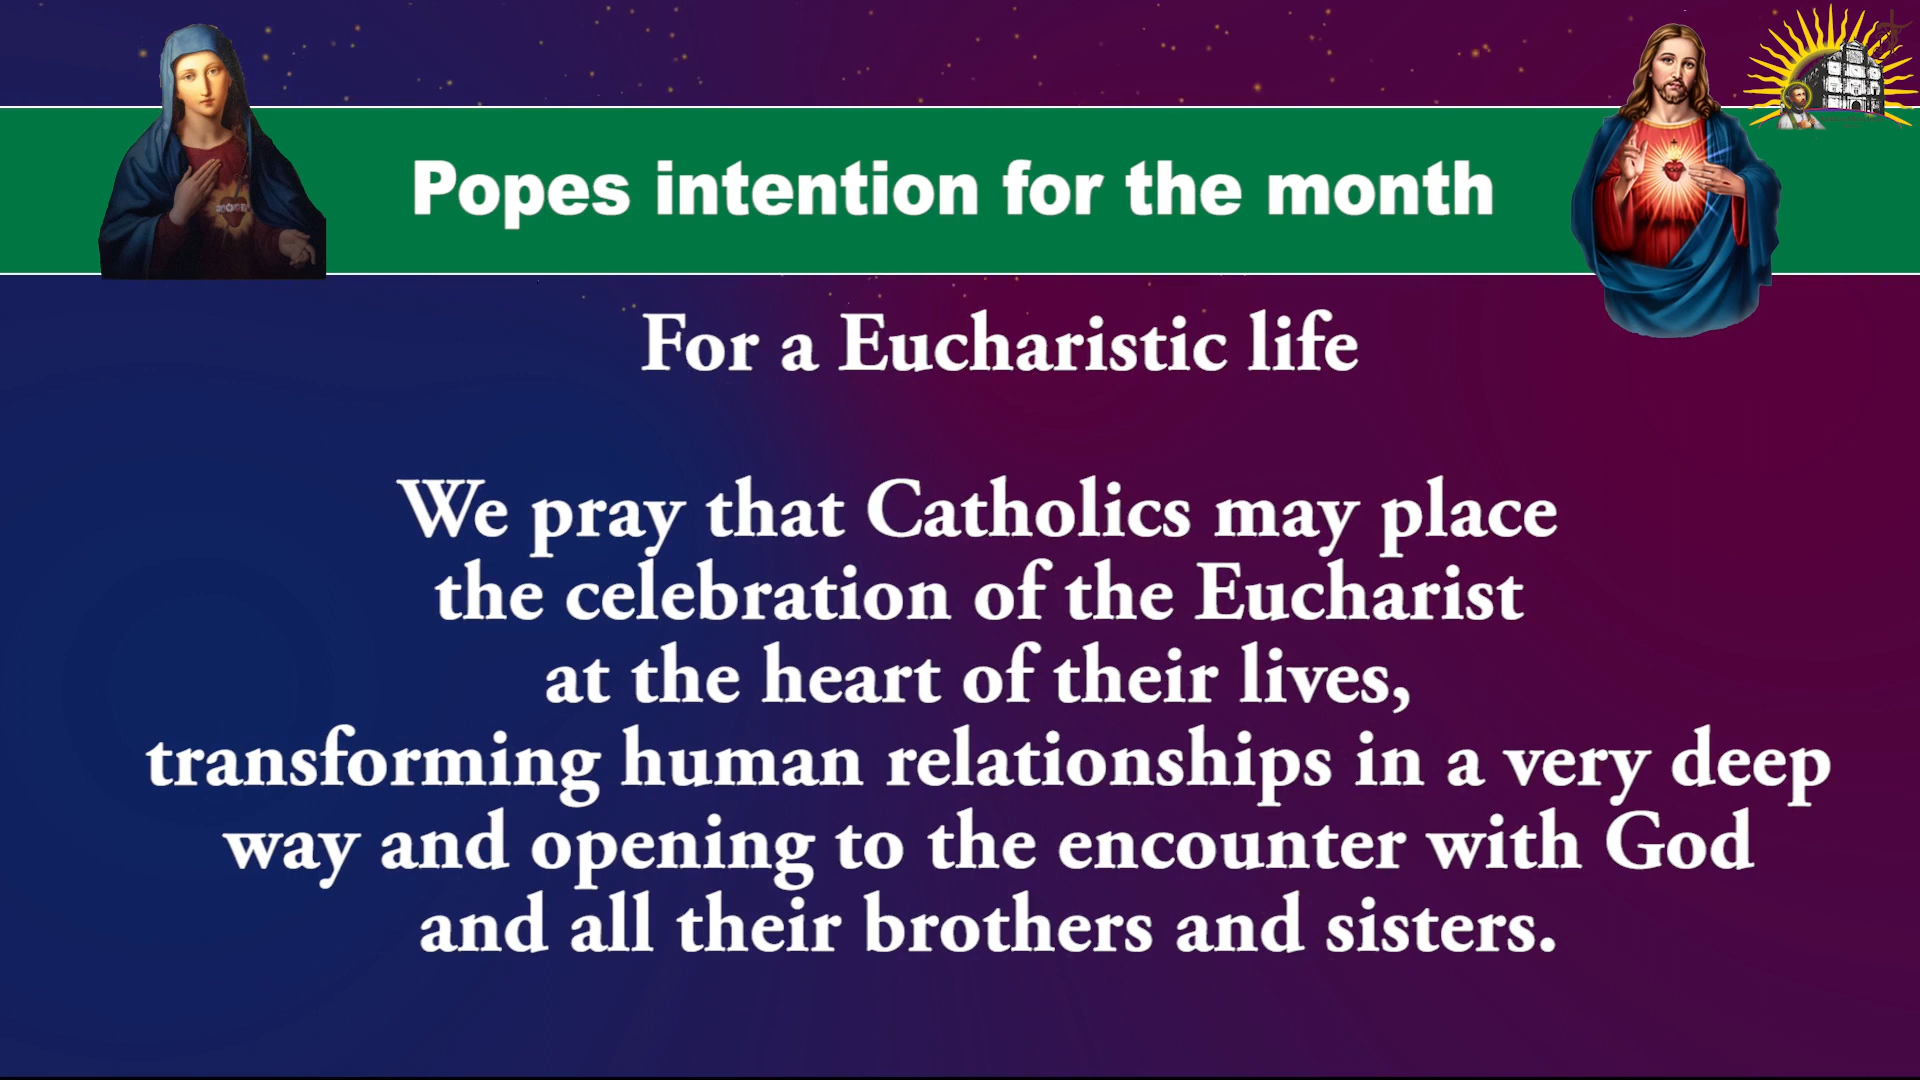 Popes intention for the month
For a Eucharistic life
We pray that Catholics may place
the celebration of the Eucharist
at the heart of their lives,
transforming human relationships in a very deep
way and opening to the encounter with God
and all their brothers and sisters.